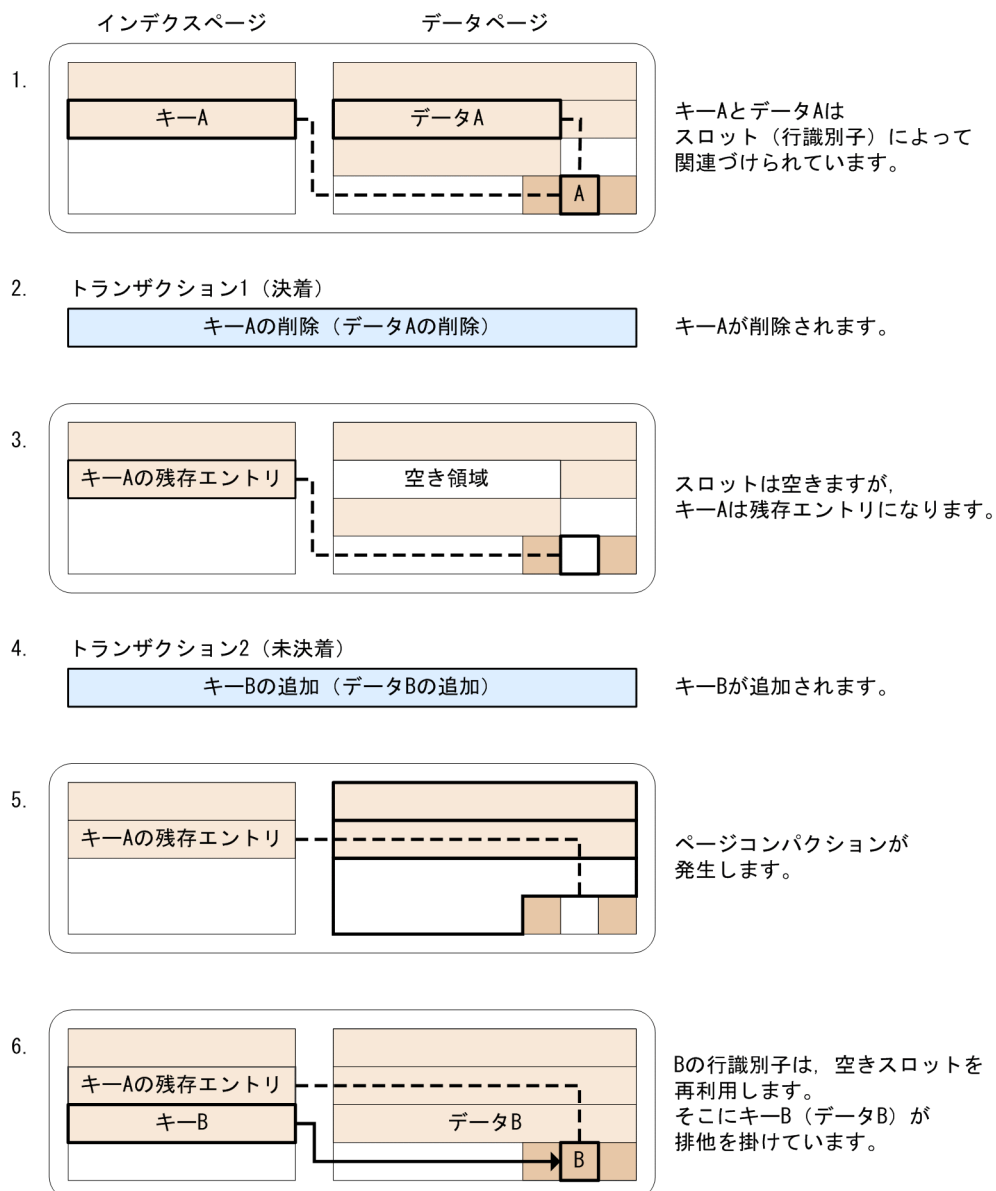 インデクスページ データページ
1.
キーA データA
A
キーAとデータAは
スロット（行識別子）によって
関連づけられています。
2. トランザクション1（決着）
キーAの削除（データAの削除）
キーAが削除されます。
3.
キーAの残存エントリ 空き領域
スロットは空きますが，
キーAは残存エントリになります。
4. トランザクション2（未決着）
キーBの追加（データBの追加）
キーBが追加されます。
5.
キーAの残存エントリ
ページコンパクションが
発生します。
6.
キーAの残存エントリ
キーB データB
B
Bの行識別子は，空きスロットを
再利用します。
そこにキーB（データB）が
排他を掛けています。